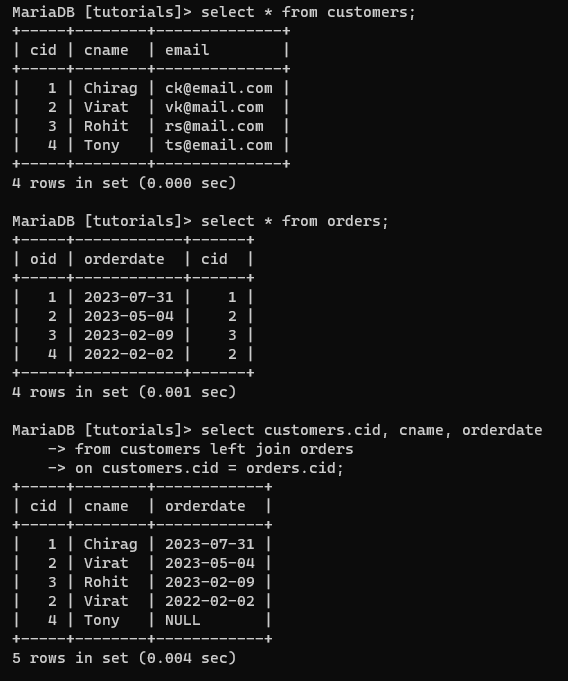 MariaDB [tutorials]> select * from customers;
+-----+--------+--------------+
| cid | cname  | email        |
+-----+--------+--------------+
|   1 | Chirag | ck@email.com |
|   2 | Virat  | vk@mail.com  |
|   3 | Rohit  | rs@mail.com  |
|   4 | Tony   | ts@email.com |
+-----+--------+--------------+
4 rows in set (0.000 sec)

MariaDB [tutorials]> select * from orders;
+-----+------------+------+
| oid | orderdate  | cid  |
+-----+------------+------+
|   1 | 2023-07-31 |    1 |
|   2 | 2023-05-04 |    2 |
|   3 | 2023-02-09 |    3 |
|   4 | 2022-02-02 |    2 |
+-----+------------+------+
4 rows in set (0.001 sec)

MariaDB [tutorials]> select customers.cid, cname, orderdate
    -> from customers left join orders
    -> on customers.cid = orders.cid;
+-----+--------+------------+
| cid | cname  | orderdate  |
+-----+--------+------------+
|   1 | Chirag | 2023-07-31 |
|   2 | Virat  | 2023-05-04 |
|   3 | Rohit  | 2023-02-09 |
|   2 | Virat  | 2022-02-02 |
|   4 | Tony   | NULL       |
+-----+--------+------------+
5 rows in set (0.004 sec)